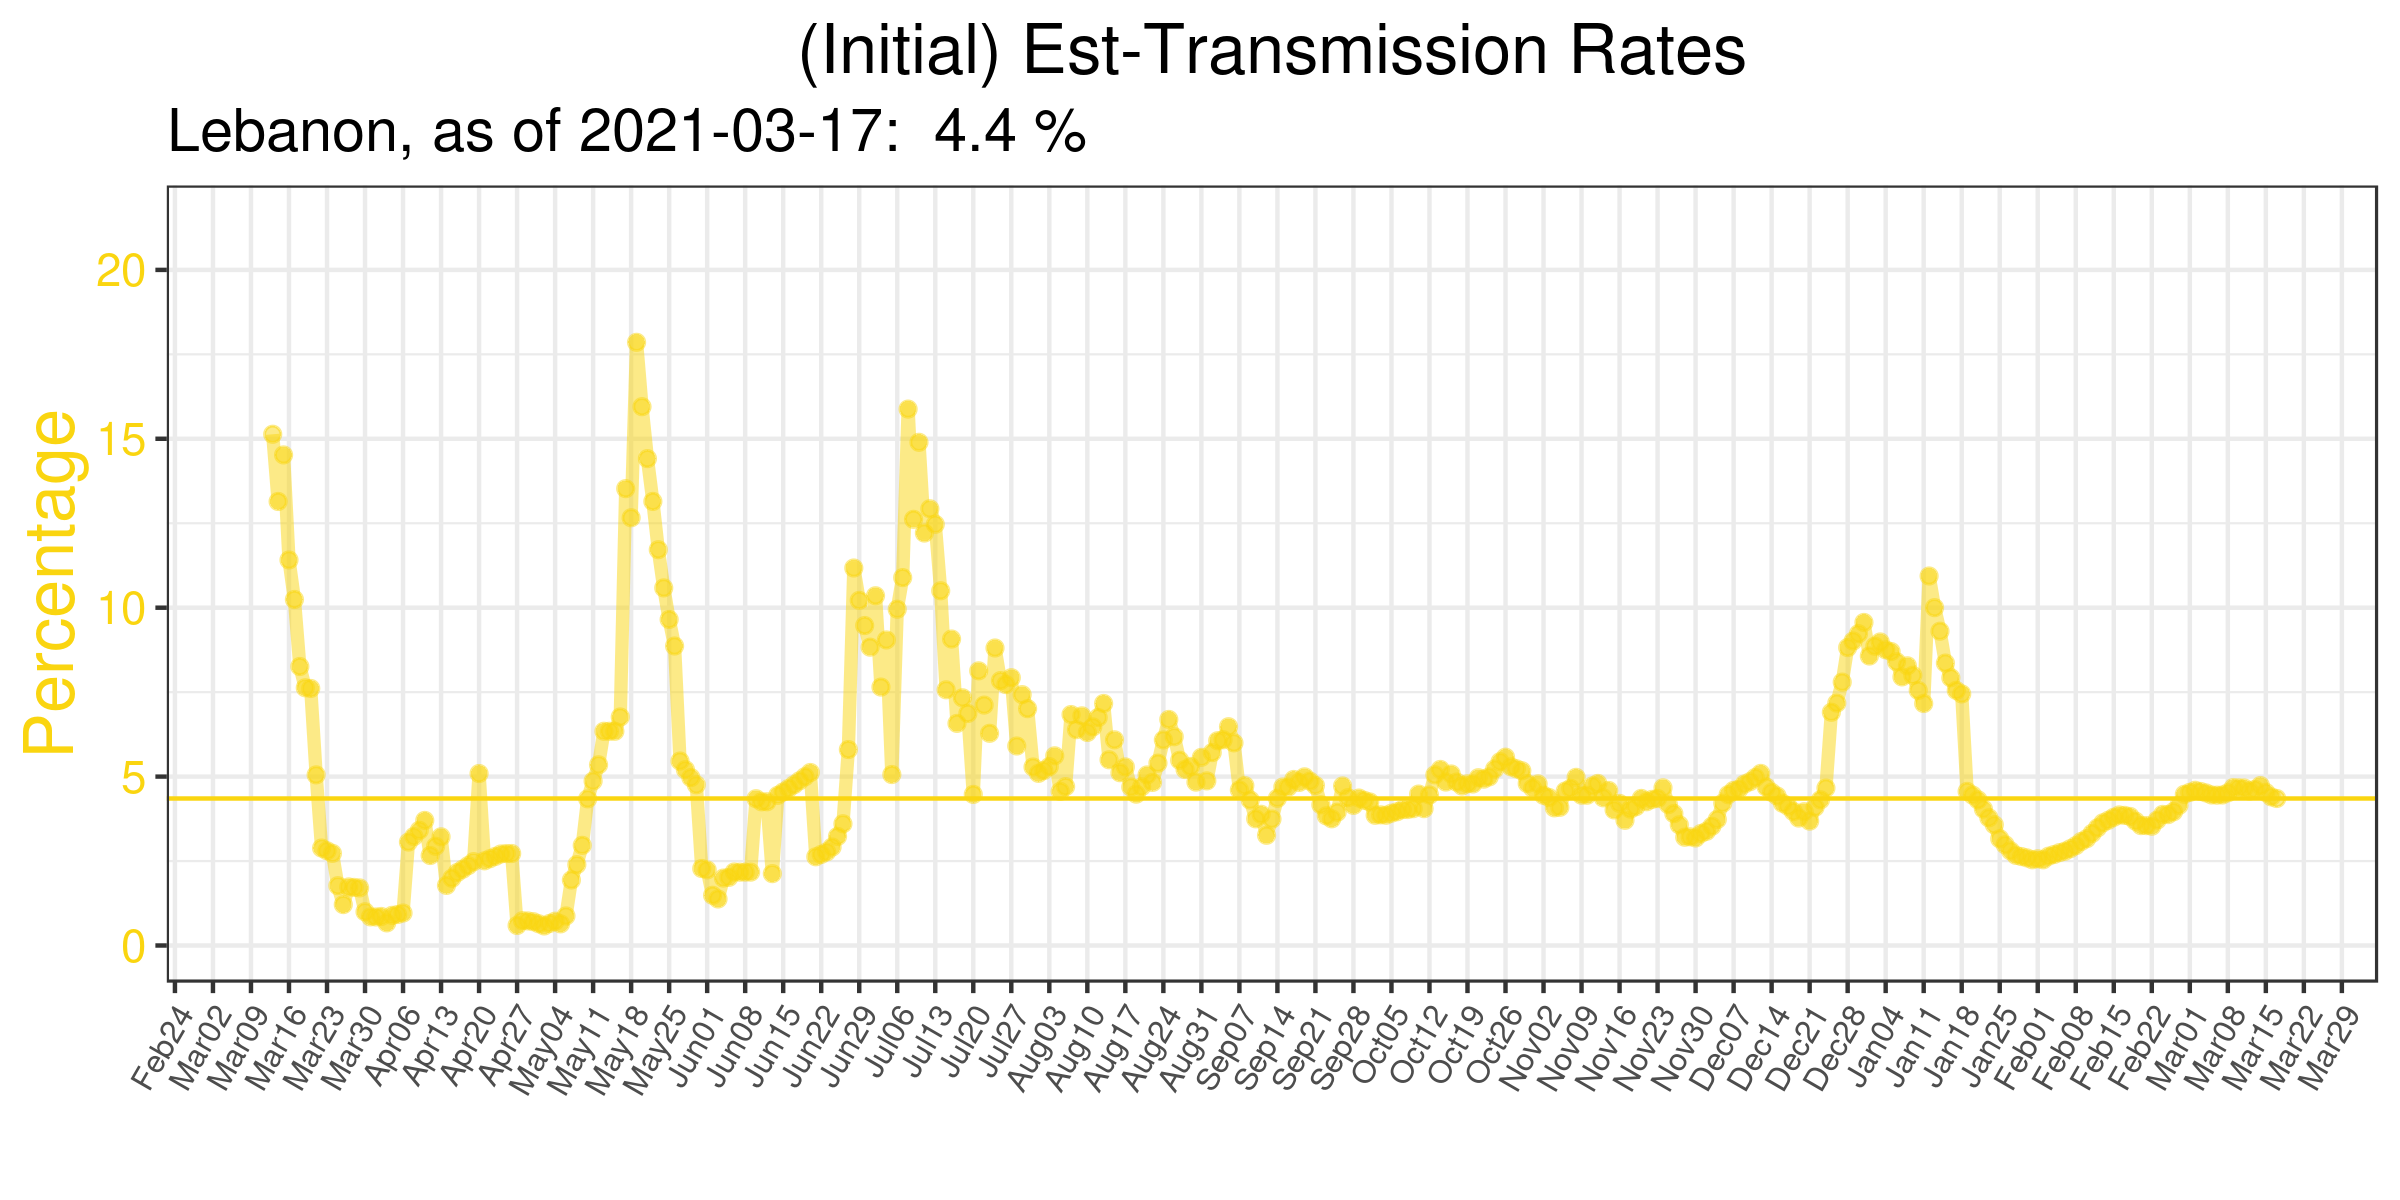 (Initial) Est-Transmission Rates
Lebanon, as of 2021-03-17:  4.4 %
Percentage
20
15
10
5
0
Feb24
Mar02
Mar09
Mar16
Mar23
Mar30
Apr06
Apr13
Apr20
Apr27
May04
May11
May18
May25
Jun01
Jun08
Jun15
Jun22
Jun29
Jul06
Jul13
Jul20
Jul27
Aug03
Aug10
Aug17
Aug24
Aug31
Sep07
Sep14
Sep21
Sep28
Oct05
Oct12
Oct19
Oct26
Nov02
Nov09
Nov16
Nov23
Nov30
Dec07
Dec14
Dec21
Dec28
Jan04
Jan11
Jan18
Jan25
Feb01
Feb08
Feb15
Feb22
Mar01
Mar08
Mar15
Mar22
Mar29